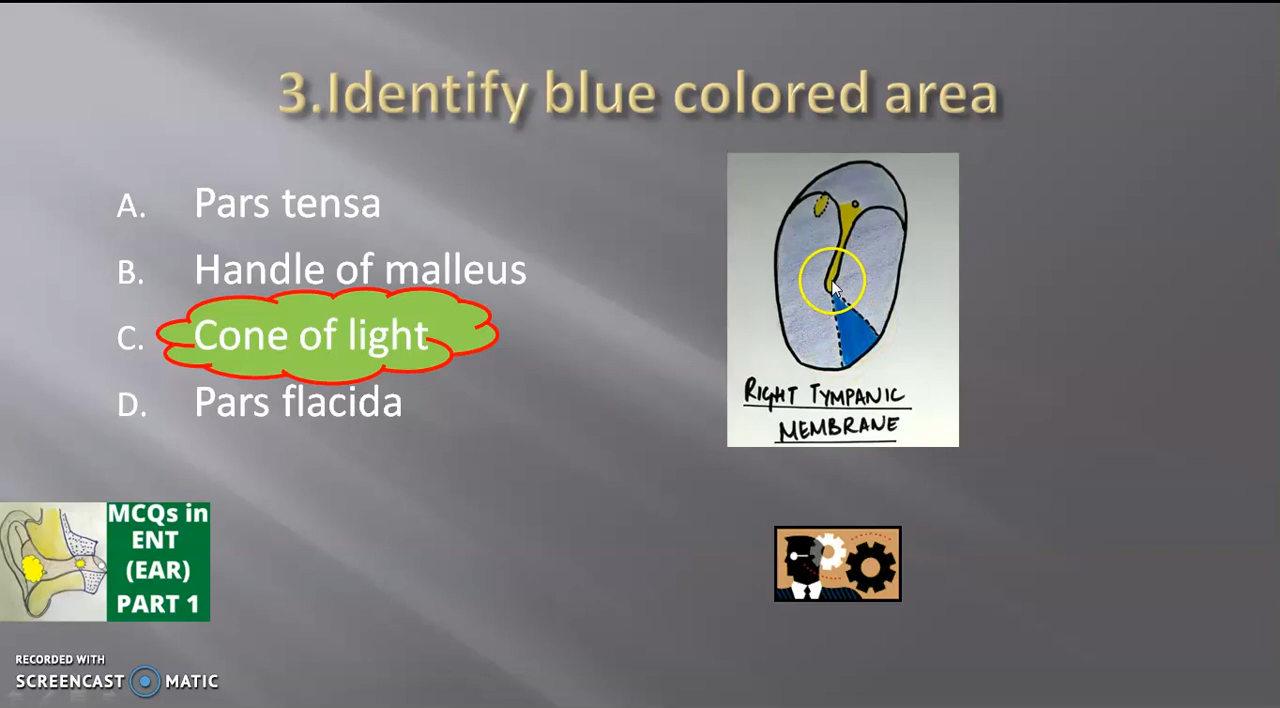 3.Identify blue colored area
A. Pars tensa
B. Handle of malleus
C. Cone of light
D. Pars flacida
RIGHT TYMPANIC
MEMBRANE
MCQs in
ENT
(EAR)
PART 1
RECORDED WITH
SCREENCAST MATIC